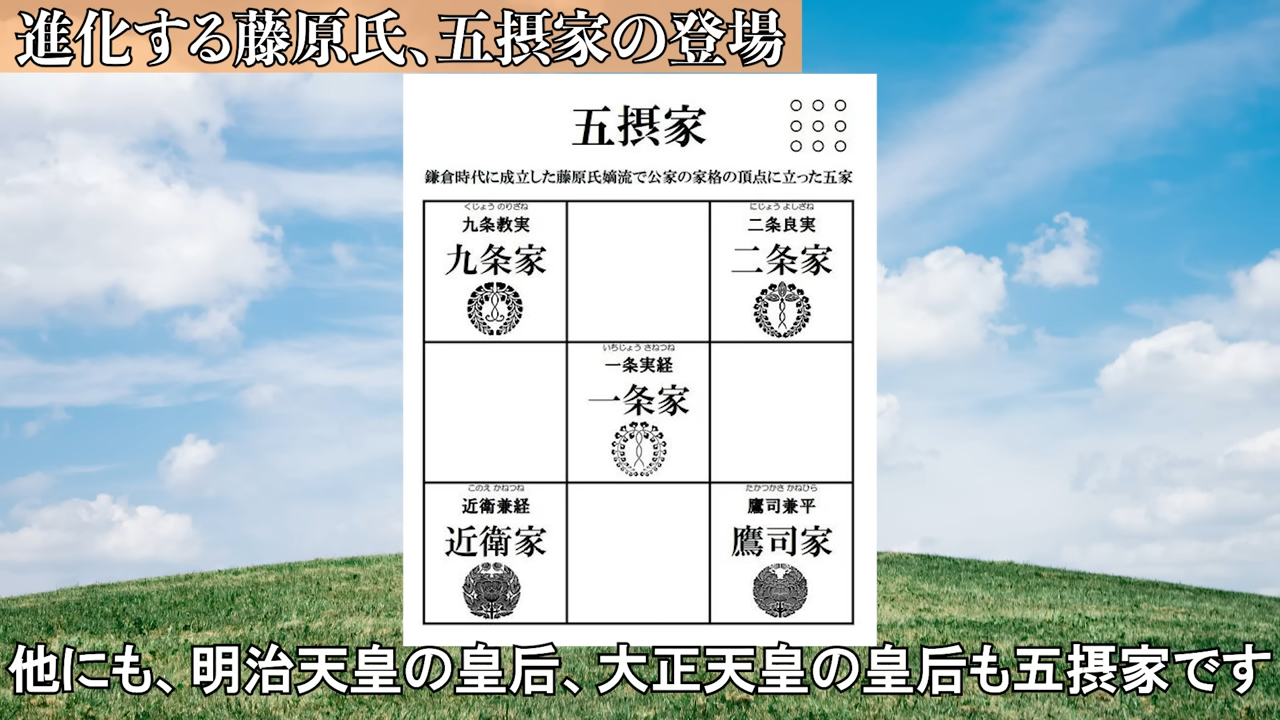 進化する藤原氏、五摂家の登場
五摂家
鎌倉時代に成立した藤原氏嫡流で公家の家格の頂点に立った五家
くじょう のりざね
九条教実
九条家
にじょう よしざね
二条良実
二条家
いちじょう さねつね
一条実経
一条家
このえ かねつね
近衛兼経
近衛家
たかつかさ かねひら
鷹司兼平
鷹司家
他にも、明治天皇の皇后、大正天皇の皇后も五摂家です